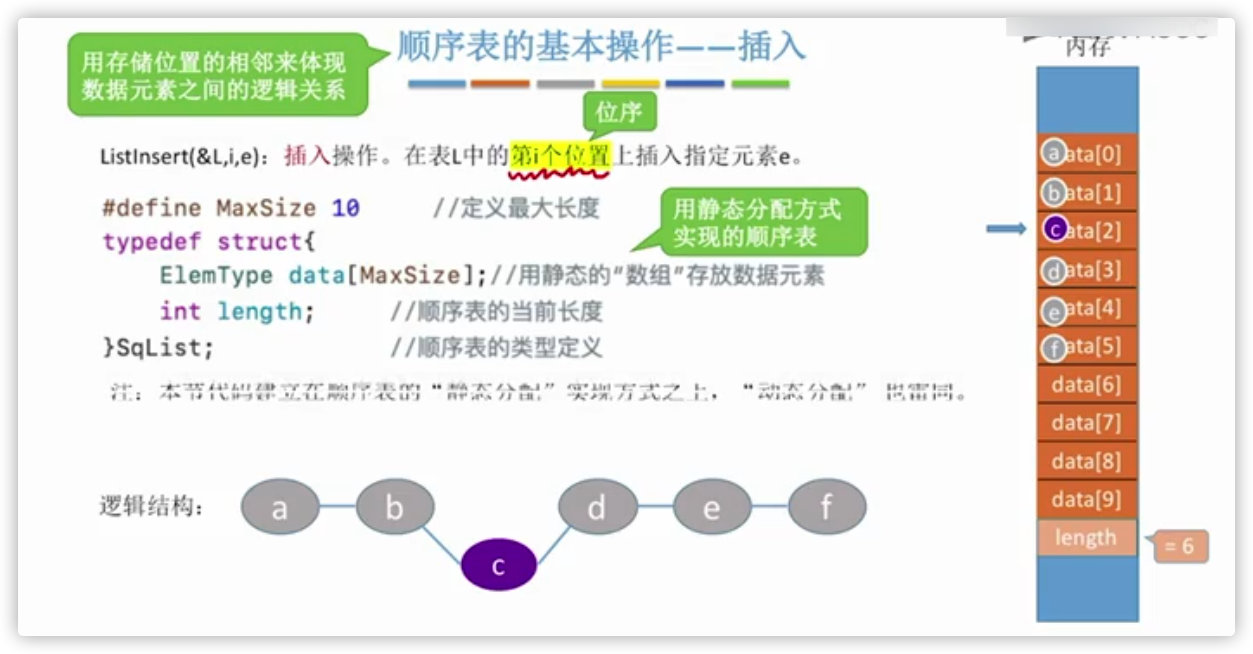 顺序表的基本操作——插入
用存储位置的相邻来体现
数据元素之间的逻辑关系
位序
ListInsert(&L,i,e)：插入操作。在表L中的第i个位置上插入指定元素e。
#define MaxSize 10 //定义最大长度
typedef struct{
ElemType data[MaxSize];//用静态的"数组"存放数据元素
int length; //顺序表的当前长度
}SqList; //顺序表的类型定义
用静态分配方式
实现的顺序表
注：本节代码建立在顺序表的“静态分配”实现方式之上，“动态分配”也雷同。
逻辑结构：
a
b
c
d
e
f
内存
a ata[0]
b ata[1]
c ata[2]
d ata[3]
e ata[4]
f ata[5]
data[6]
data[7]
data[8]
data[9]
length
= 6